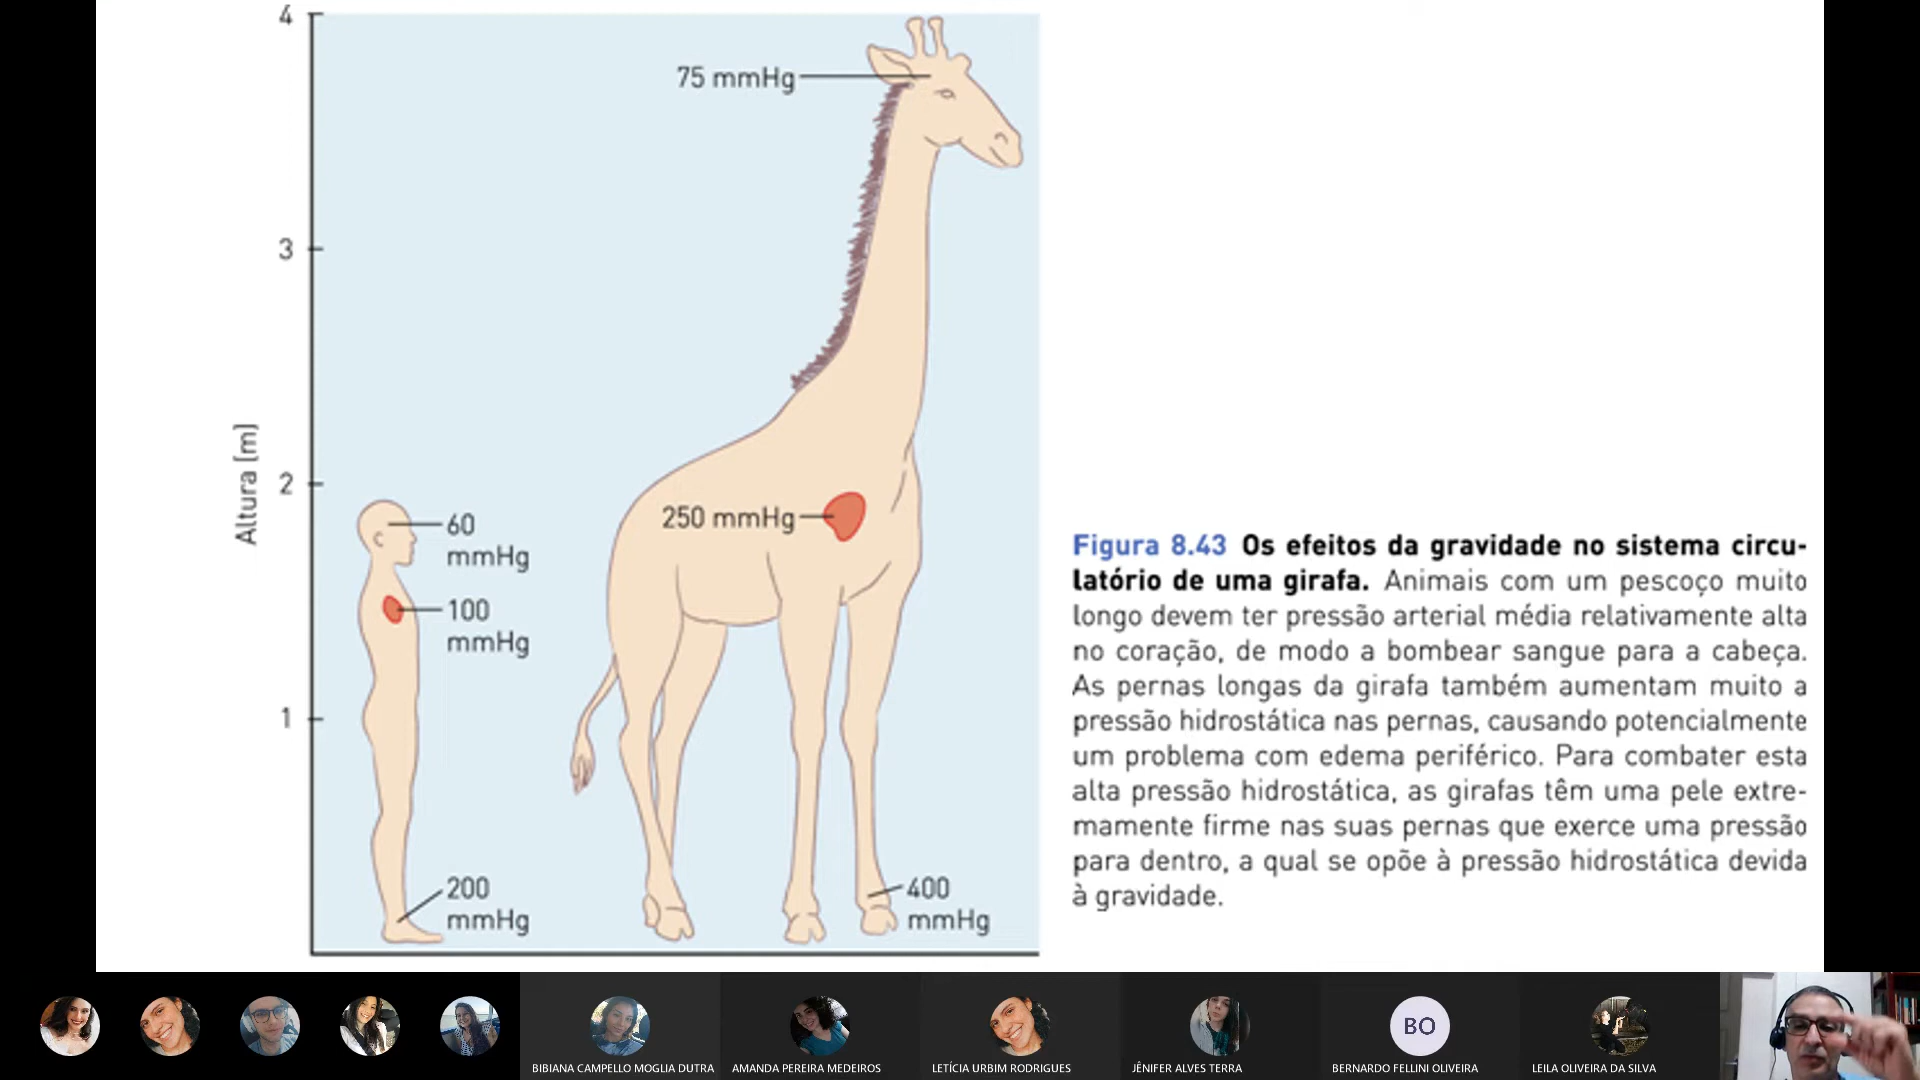 4
75 mmHg
3
Altura (m)
2
60
mmHg
250 mmHg
100
mmHg
1
200
mmHg
400
mmHg
Figura 8.43 Os efeitos da gravidade no sistema circu-
latório de uma girafa. Animais com um pescoço muito
longo devem ter pressão arterial média relativamente alta
no coração, de modo a bombear sangue para a cabeça.
As pernas longas da girafa também aumentam muito a
pressão hidrostática nas pernas, causando potencialmente
um problema com edema periférico. Para combater esta
alta pressão hidrostática, as girafas têm uma pele extre-
mamente firme nas suas pernas que exerce uma pressão
para dentro, a qual se opõe à pressão hidrostática devida
à gravidade.
BO
BIBIANA CAMPELLO MOGLIA DUTRA
AMANDA PEREIRA MEDEIROS
LETÍCIA URBIM RODRIGUES
JÊNIFER ALVES TERRA
BERNARDO FELLINI OLIVEIRA
LEILA OLIVEIRA DA SILVA